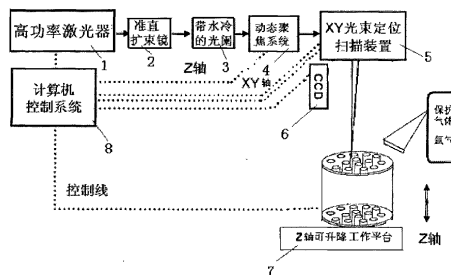 高功率激光器
准直
扩束镜
带水冷
的光阑
动态聚
焦系统
XY光束定位
扫描装置
1
2
3
4
5
Z轴
XY轴
计算机
控制系统
8
CCD
6
保护
气体
氩气
控制线
Z轴
Z轴可升降工作平台
7